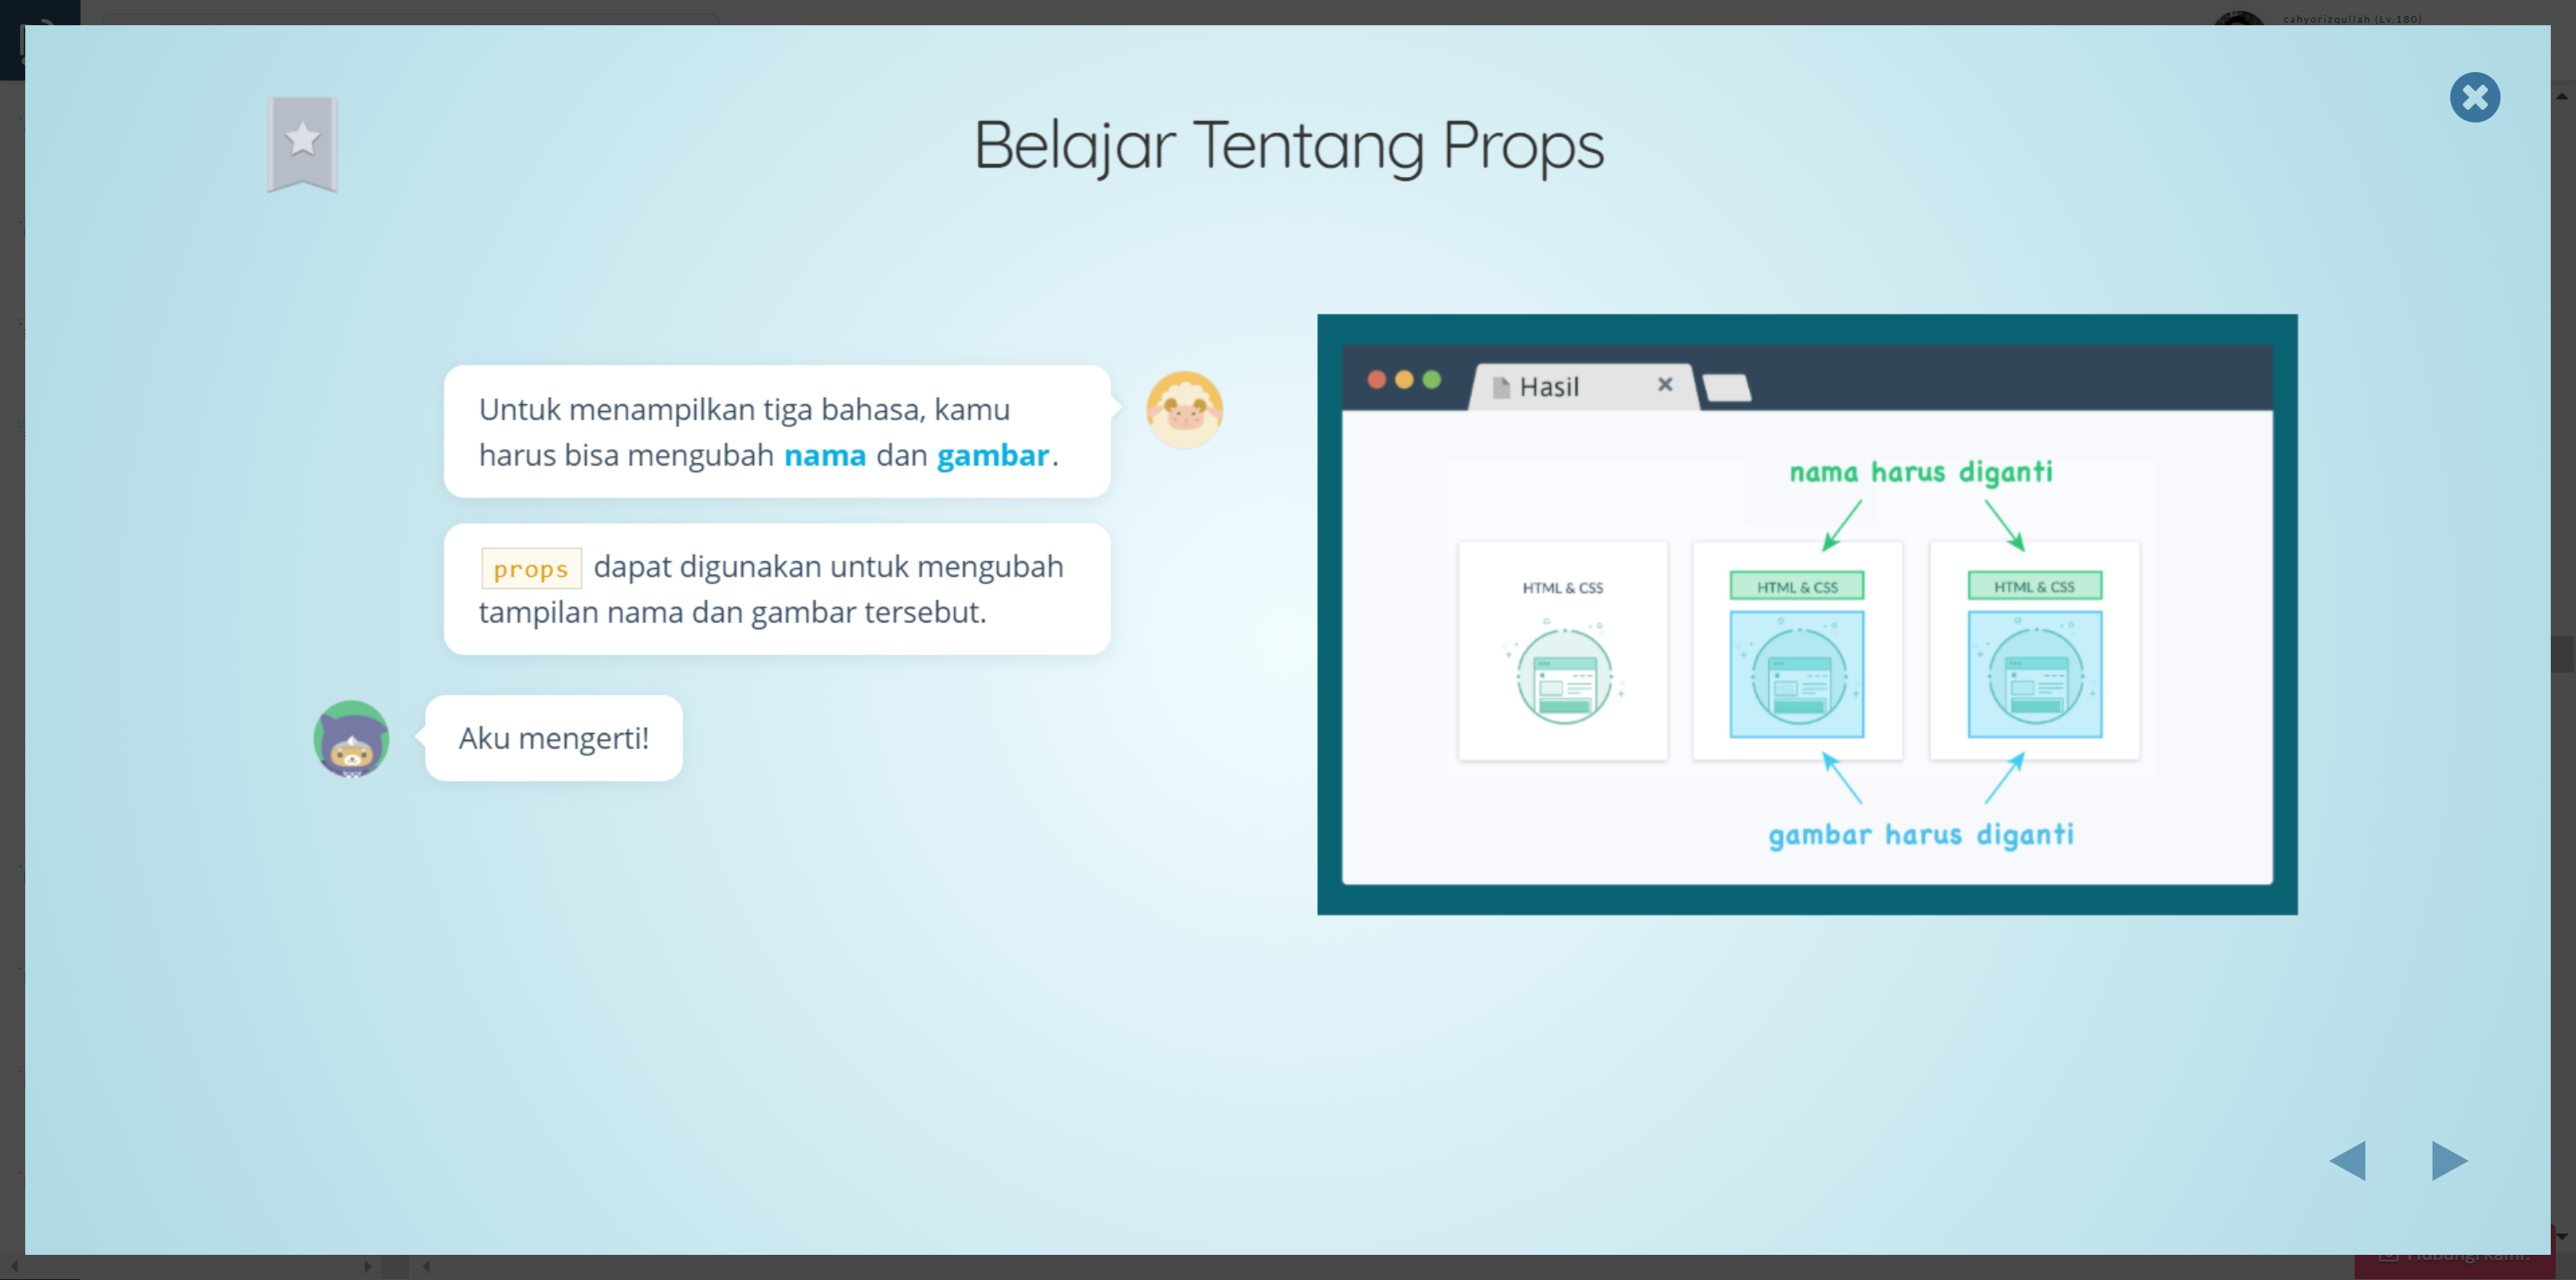 cahyorizqullah (Lv.180)
Belajar Tentang Props
Untuk menampilkan tiga bahasa, kamu
harus bisa mengubah nama dan gambar.
props dapat digunakan untuk mengubah
tampilan nama dan gambar tersebut.
Aku mengerti!
Hasil
nama harus diganti
HTML & CSS
HTML & CSS
HTML & CSS
gambar harus diganti
Hubungi kami!